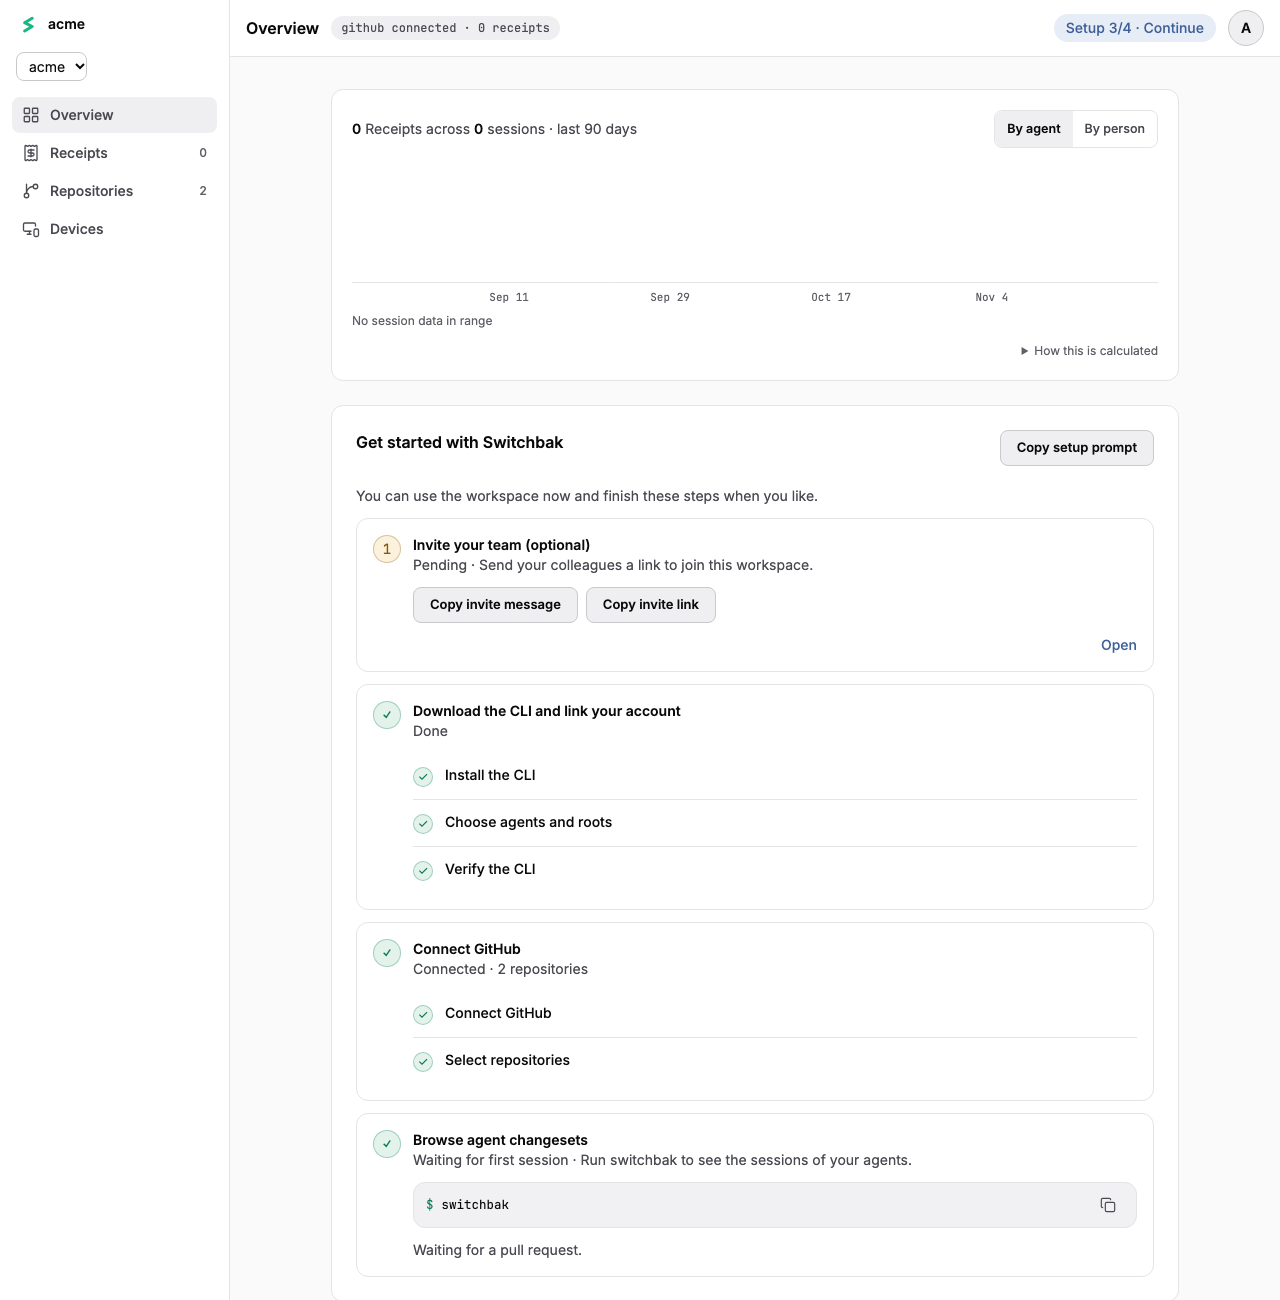 acme
acme
Overview
Receipts 0
Repositories 2
Devices
Overview
github connected · 0 receipts
Setup 3/4 · Continue
A
0 Receipts across 0 sessions · last 90 days
By agent By person
Sep 11 Sep 29 Oct 17 Nov 4
No session data in range
How this is calculated
Get started with Switchbak
Copy setup prompt
You can use the workspace now and finish these steps when you like.
1
Invite your team (optional)
Pending · Send your colleagues a link to join this workspace.
Copy invite message Copy invite link
Open
Download the CLI and link your account
Done
Install the CLI
Choose agents and roots
Verify the CLI
Connect GitHub
Connected · 2 repositories
Connect GitHub
Select repositories
Browse agent changesets
Waiting for first session · Run switchbak to see the sessions of your agents.
$ switchbak
Waiting for a pull request.